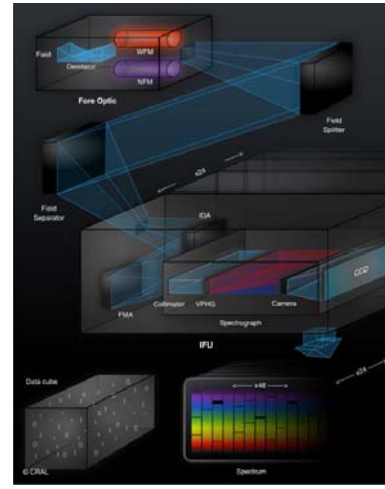 Field
WFM
Derotator
NFM
Fore Optic
Field
Splitter
x24
Field
Separator
IDA
CCD
FMA
Collimator
VPHG
Camera
Spectrograph
IFU
x24
Data cube
x48
Spectrum
© CRAL